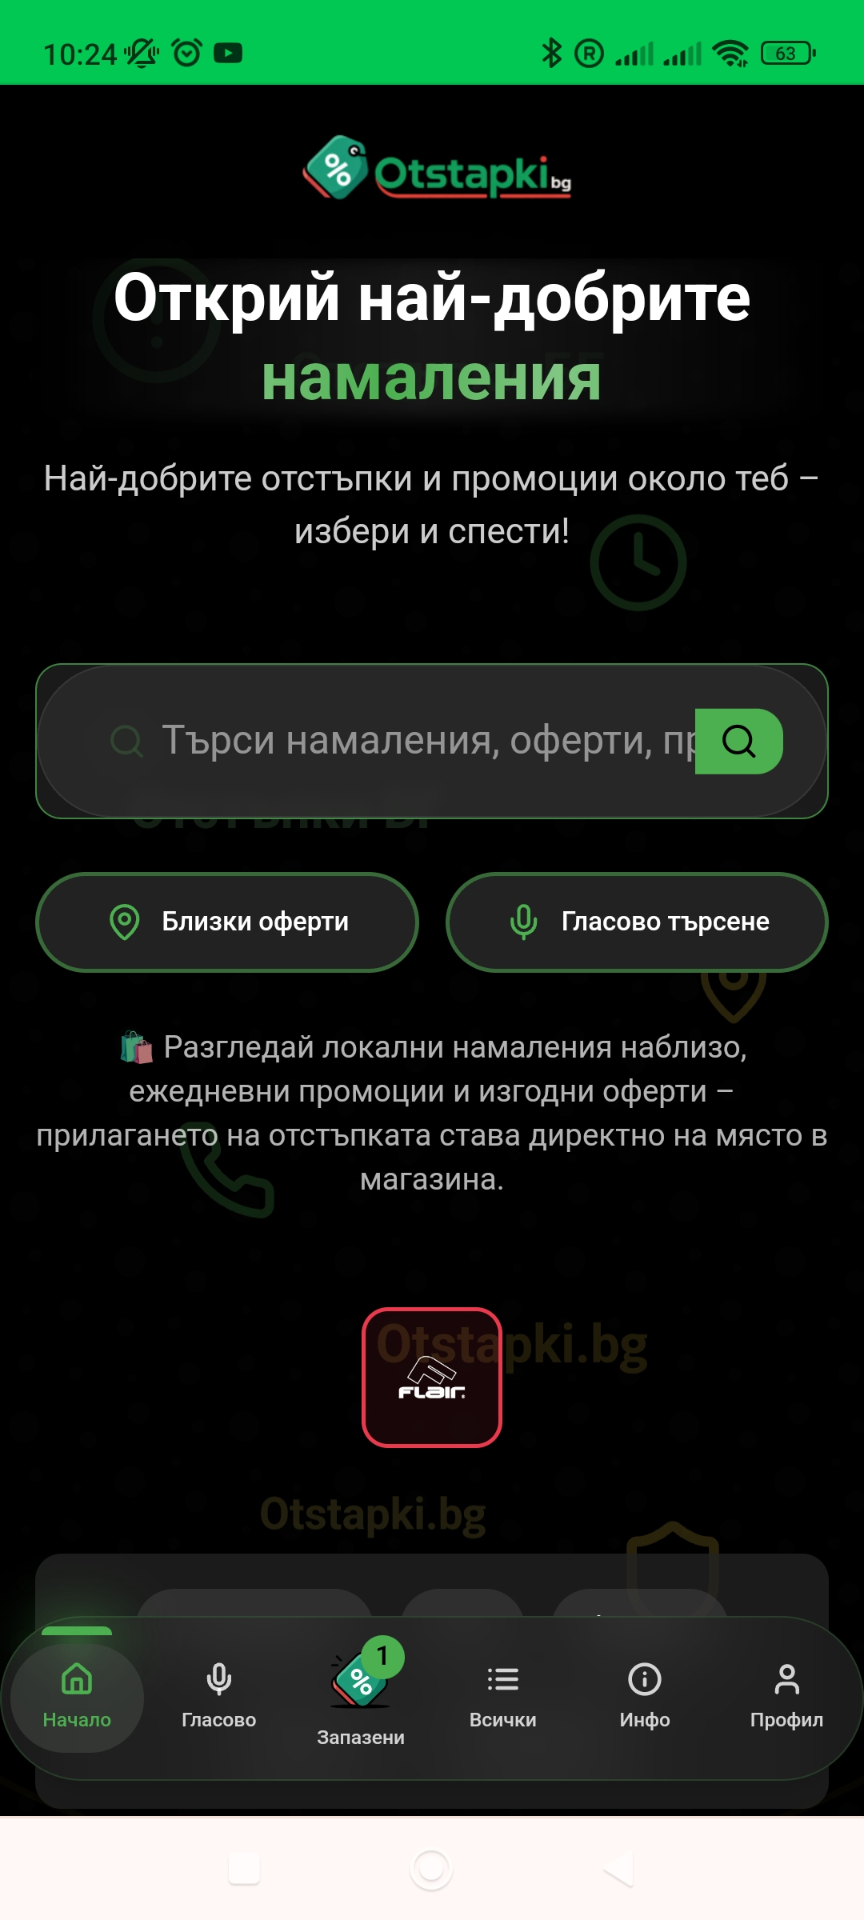 10:24
63
% Otstapki bg
Открий най-добрите
намаления
Най-добрите отстъпки и промоции около теб –
избери и спести!
Търси намаления, оферти, пр
Отстъпки БГ
Близки оферти
Гласово търсене
Разгледай локални намаления наблизо,
ежедневни промоции и изгодни оферти –
прилагането на отстъпката става директно на място в
магазина.
Otstapki.bg
FLair.
Otstapki.bg
1
%
Начало
Гласово
Запазени
Всички
Инфо
Профил